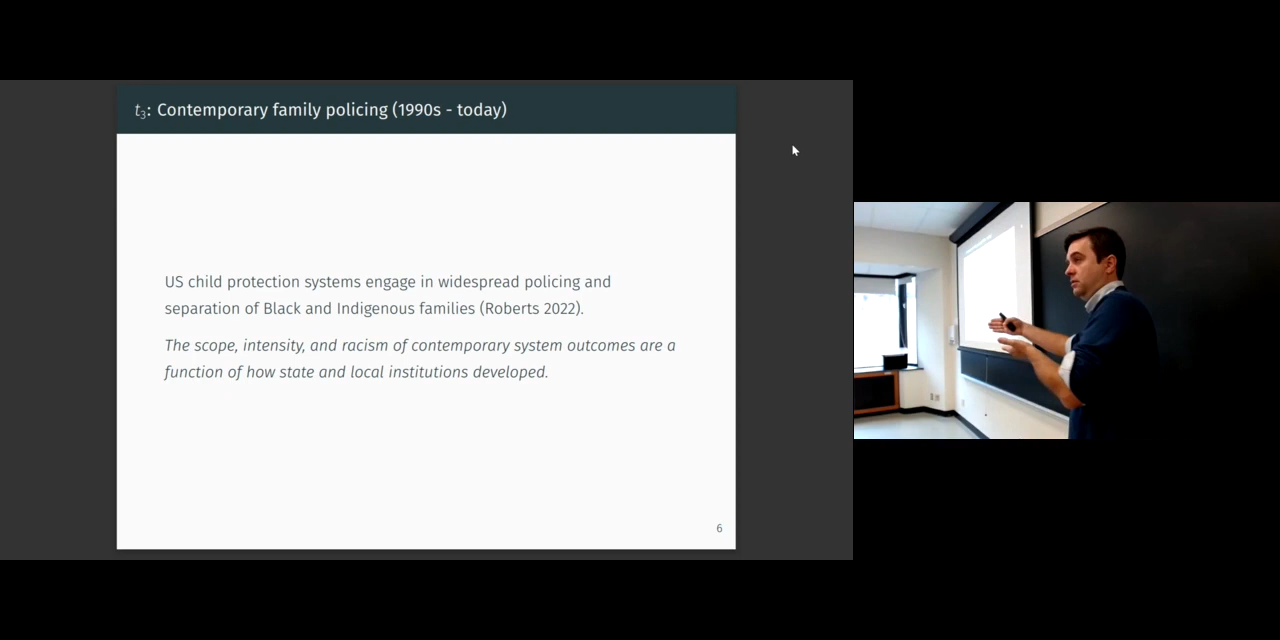 t₃: Contemporary family policing (1990s - today)
US child protection systems engage in widespread policing and
separation of Black and Indigenous families (Roberts 2022).
The scope, intensity, and racism of contemporary system outcomes are a
function of how state and local institutions developed.
6